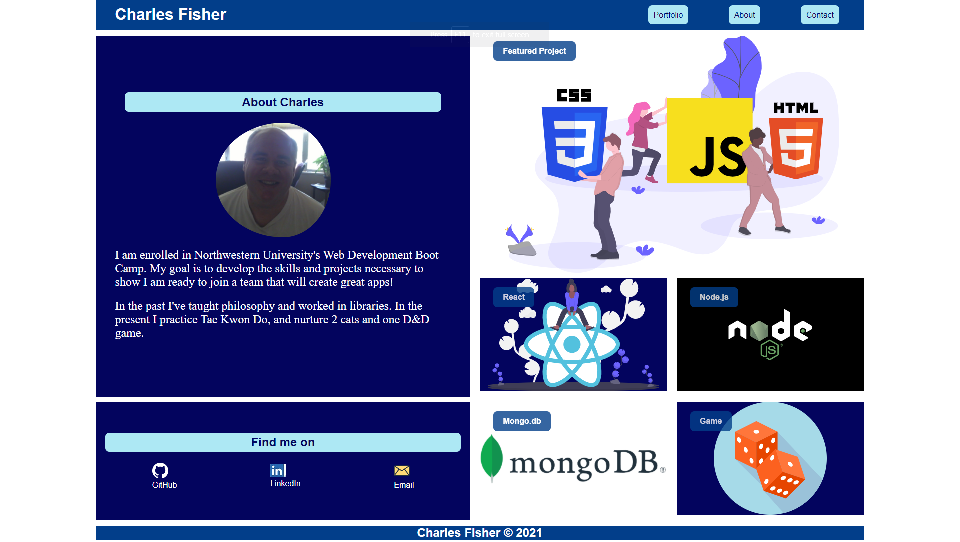 Charles Fisher
Portfolio
About
Contact
About Charles
I am enrolled in Northwestern University's Web Development Boot
Camp. My goal is to develop the skills and projects necessary to
show I am ready to join a team that will create great apps!
In the past I've taught philosophy and worked in libraries. In the
present I practice Tae Kwon Do, and nurture 2 cats and one D&D
game.
Find me on
GitHub
in
LinkedIn
Email
Featured Project
CSS
3
JS
HTML
5
React
Node.js
node
JS
Mongo.db
mongoDB®
Game
Charles Fisher © 2021